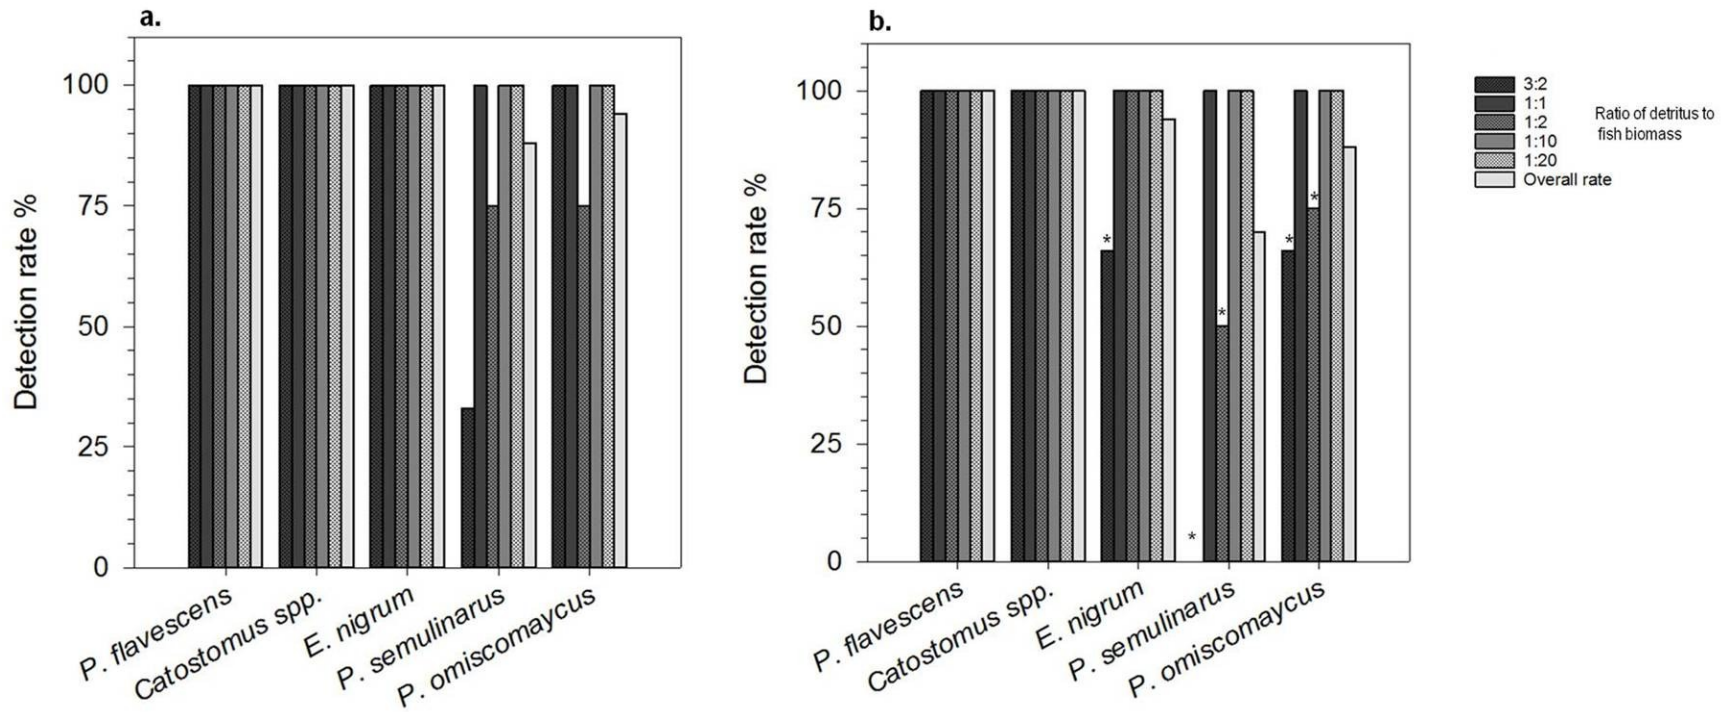 a.
100
75
50
25
0
Detection rate %
P. flavescens
Catostomus spp.
E. nigrum
P. semulinarus
P. omiscomaycus
b.
100
75
50
25
0
Detection rate %
*
*
*
*
*
P. flavescens
Catostomus spp.
E. nigrum
P. semulinarus
P. omiscomaycus
3:2
1:1
1:2
1:10
1:20
Overall rate
Ratio of detritus to
fish biomass